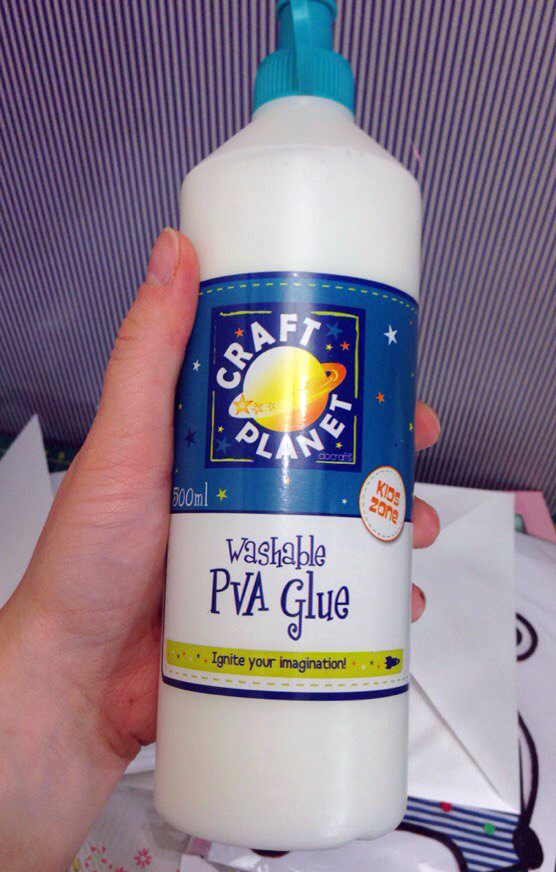 CRAFT
PLANET
docrafts
500ml
KIDS
ZONE
washable
PVA Glue
Ignite your imagination!